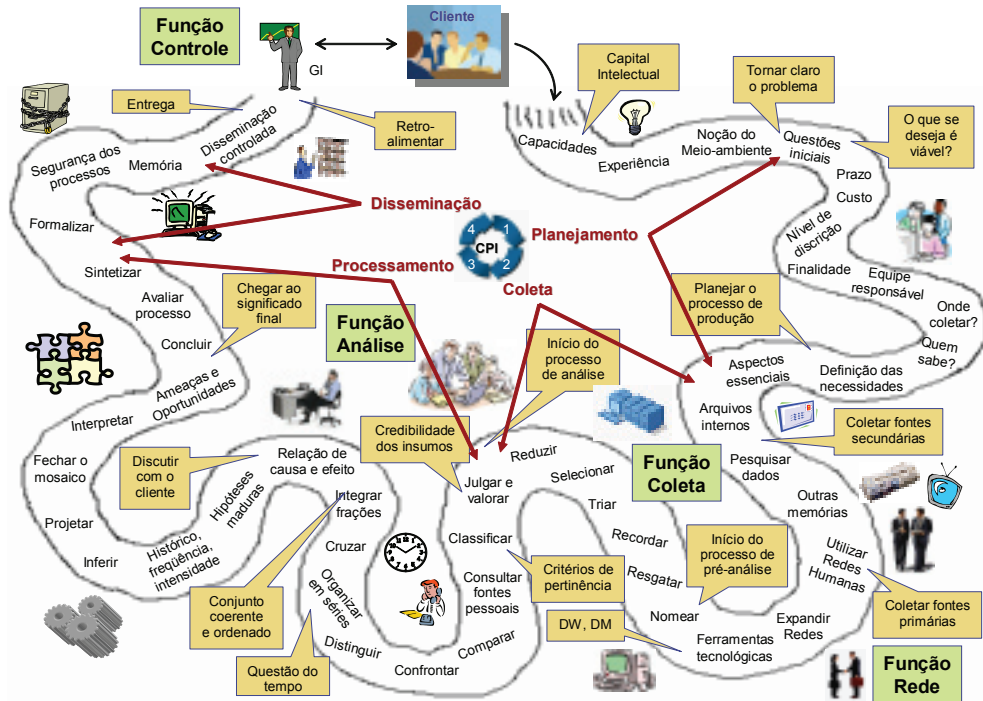 Função
Controle
Cliente
GI
Capital
Intelectual
Tornar claro
o problema
O que se
deseja é
viável?
Entrega
Retro-
alimentar
Disseminação
controlada
Memória
Segurança dos
processos
Capacidades
Experiência
Noção do
Meio-ambiente
Questões
iniciais
Prazo
Custo
Nível de
discrição
Finalidade
Equipe
responsável
Onde
coletar?
Quem
sabe?
Formalizar
Disseminação
Sintetizar
Processamento
4
1
CPI
3
2
Planejamento
Coleta
Avaliar
processo
Chegar ao
significado
final
Função
Análise
Planejar o
processo de
produção
Concluir
Início do
processo
de análise
Aspectos
essenciais
Definição das
necessidades
Ameaças e
Oportunidades
Interpretar
Arquivos
internos
Coletar fontes
secundárias
Credibilidade
dos insumos
Reduzir
Função
Coleta
Fechar o
mosaico
Discutir
com o
cliente
Relação de
causa e efeito
Hipóteses
maduras
Integrar
frações
Julgar e
valorar
Selecionar
Pesquisar
dados
Projetar
Triar
Outras
memórias
Inferir
Histórico,
freqüência,
intensidade
Cruzar
Classificar
Recordar
Início do
processo de
pré-análise
Utilizar
Redes
Humanas
Conjunto
coerente
e ordenado
Organizar
em séries
Consultar
fontes
pessoais
Critérios de
pertinência
Resgatar
Nomear
Expandir
Redes
Coletar fontes
primárias
Questão do
tempo
Distinguir
Confrontar
Comparar
DW, DM
Ferramentas
tecnológicas
Função
Rede